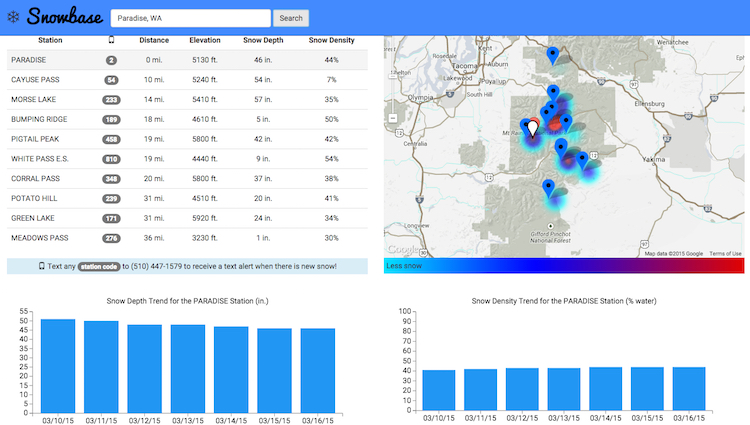 Snowbase
Paradise, WA
Search
Station Distance Elevation Snow Depth Snow Density
PARADISE 2 0 mi. 5130 ft. 46 in. 44%
CAYUSE PASS 54 10 mi. 5240 ft. 54 in. 7%
MORSE LAKE 233 14 mi. 5410 ft. 57 in. 35%
BUMPING RIDGE 189 18 mi. 4610 ft. 5 in. 50%
PIGTAIL PEAK 458 19 mi. 5800 ft. 42 in. 42%
WHITE PASS E.S. 810 19 mi. 4440 ft. 9 in. 54%
CORRAL PASS 348 20 mi. 5800 ft. 37 in. 38%
POTATO HILL 239 31 mi. 4510 ft. 20 in. 41%
GREEN LAKE 171 31 mi. 5920 ft. 24 in. 34%
MEADOWS PASS 276 36 mi. 3230 ft. 1 in. 30%
Text any station code to (510) 447-1579 to receive a text alert when there is new snow!
Rosedale
Kent
Wenatchee
Tacoma
Auburn
Lakewood
Puyallup
Olympia
South Hill
Ellensburg
Centralia
Yakima
Longview
Gifford Pinchot
National Forest
Google
Map data ©2015 Google Terms of Use
Less snow
Snow Depth Trend for the PARADISE Station (in.)
55
50
45
40
35
30
25
20
15
10
5
0
03/10/15 03/11/15 03/12/15 03/13/15 03/14/15 03/15/15 03/16/15
Snow Density Trend for the PARADISE Station (% water)
100
90
80
70
60
50
40
30
20
10
0
03/10/15 03/11/15 03/12/15 03/13/15 03/14/15 03/15/15 03/16/15